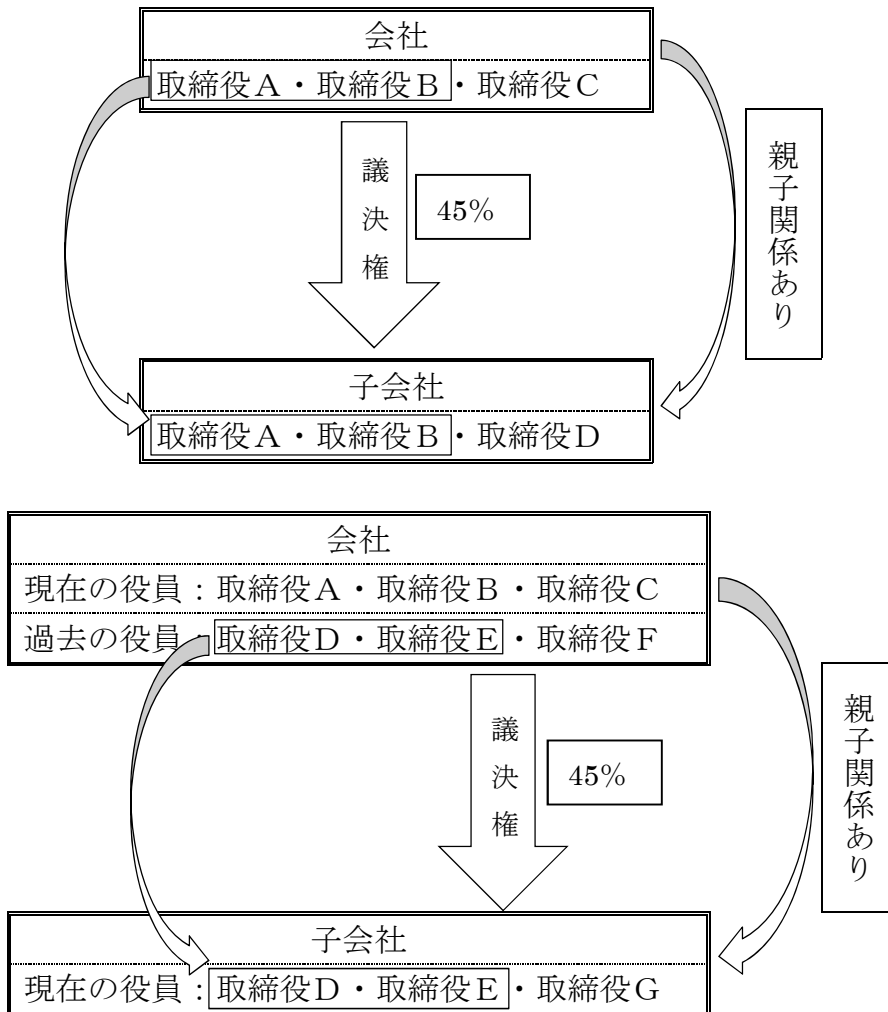 会社
取締役A・取締役B・取締役C
議決権
45%
親子関係あり
子会社
取締役A・取締役B・取締役D
会社
現在の役員:取締役A・取締役B・取締役C
過去の役員:取締役D・取締役E・取締役F
議決権
45%
親子関係あり
子会社
現在の役員:取締役D・取締役E・取締役G